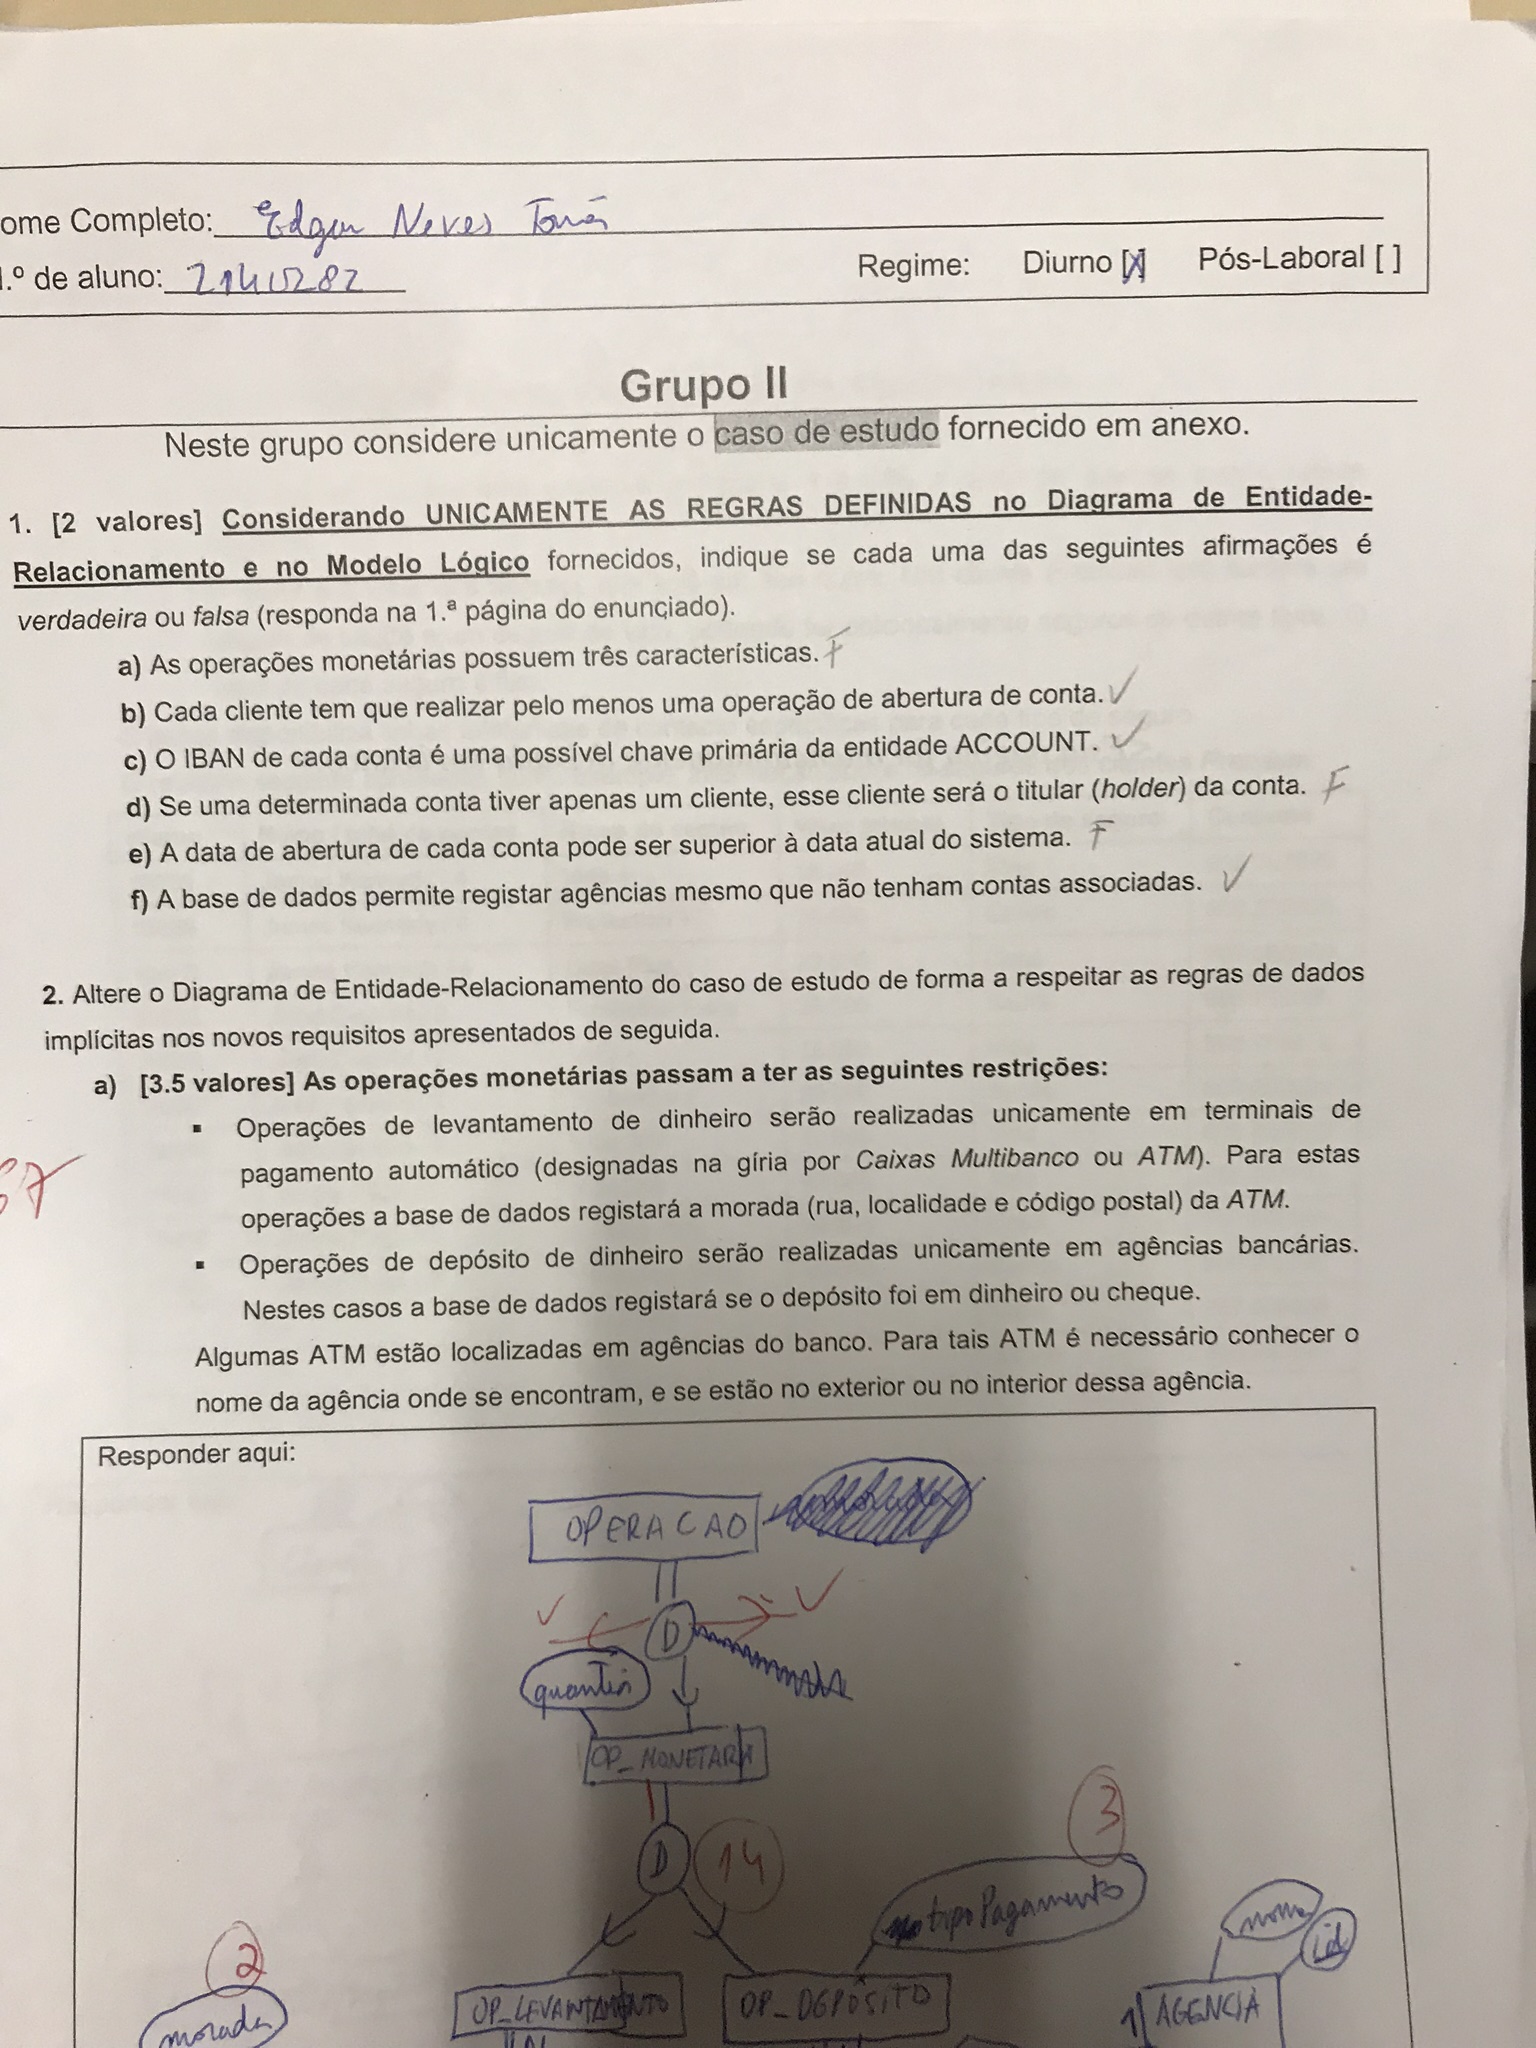 ome Completo: Edgar Neves Tomás
.º de aluno: 2140282 Regime: Diurno [X] Pós-Laboral [ ]
Grupo II
Neste grupo considere unicamente o caso de estudo fornecido em anexo.
1. [2 valores] Considerando UNICAMENTE AS REGRAS DEFINIDAS no Diagrama de Entidade-
Relacionamento e no Modelo Lógico fornecidos, indique se cada uma das seguintes afirmações é
verdadeira ou falsa (responda na 1.ª página do enunciado).
a) As operações monetárias possuem três características. F
b) Cada cliente tem que realizar pelo menos uma operação de abertura de conta. ✓
c) O IBAN de cada conta é uma possível chave primária da entidade ACCOUNT. ✓
d) Se uma determinada conta tiver apenas um cliente, esse cliente será o titular (holder) da conta. F
e) A data de abertura de cada conta pode ser superior à data atual do sistema. F
f) A base de dados permite registar agências mesmo que não tenham contas associadas. ✓
2. Altere o Diagrama de Entidade-Relacionamento do caso de estudo de forma a respeitar as regras de dados
implícitas nos novos requisitos apresentados de seguida.
a) [3.5 valores] As operações monetárias passam a ter as seguintes restrições:
▪ Operações de levantamento de dinheiro serão realizadas unicamente em terminais de
pagamento automático (designadas na gíria por Caixas Multibanco ou ATM). Para estas
operações a base de dados registará a morada (rua, localidade e código postal) da ATM.
▪ Operações de depósito de dinheiro serão realizadas unicamente em agências bancárias.
Nestes casos a base de dados registará se o depósito foi em dinheiro ou cheque.
Algumas ATM estão localizadas em agências do banco. Para tais ATM é necessário conhecer o
nome da agência onde se encontram, e se estão no exterior ou no interior dessa agência.
Responder aqui:
OPERACAO
D
quantia
OP_MONETARIA
3
D 14
tipoPagamento
nome
id
2
OP_LEVANTAMENTO OP_DEPÓSITO 1 AGENCIA
morada